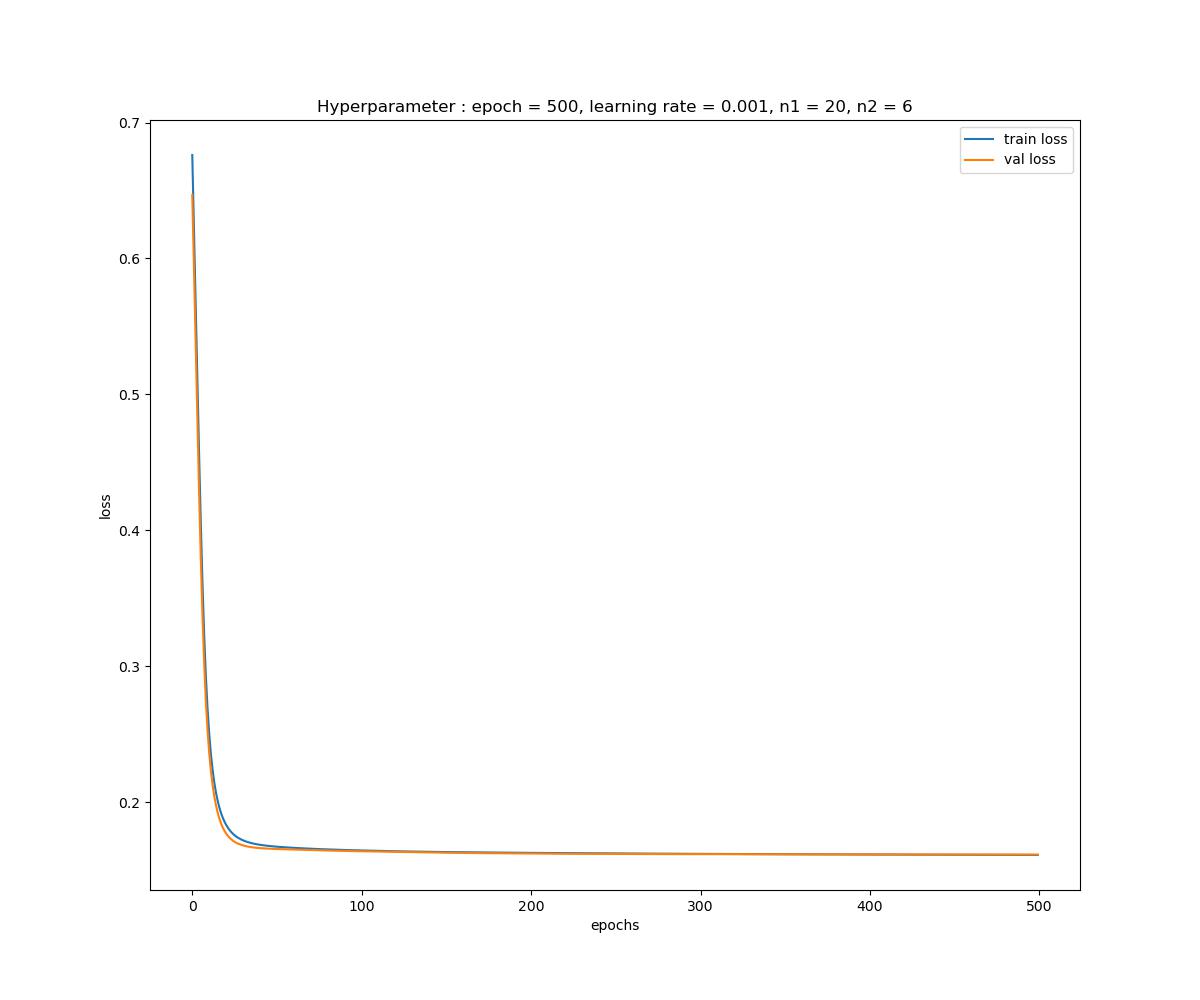 Hyperparameter : epoch = 500, learning rate = 0.001, n1 = 20, n2 = 6
train loss
val loss
0.7
0.6
0.5
0.4
0.3
0.2
loss
0
100
200
300
400
500
epochs